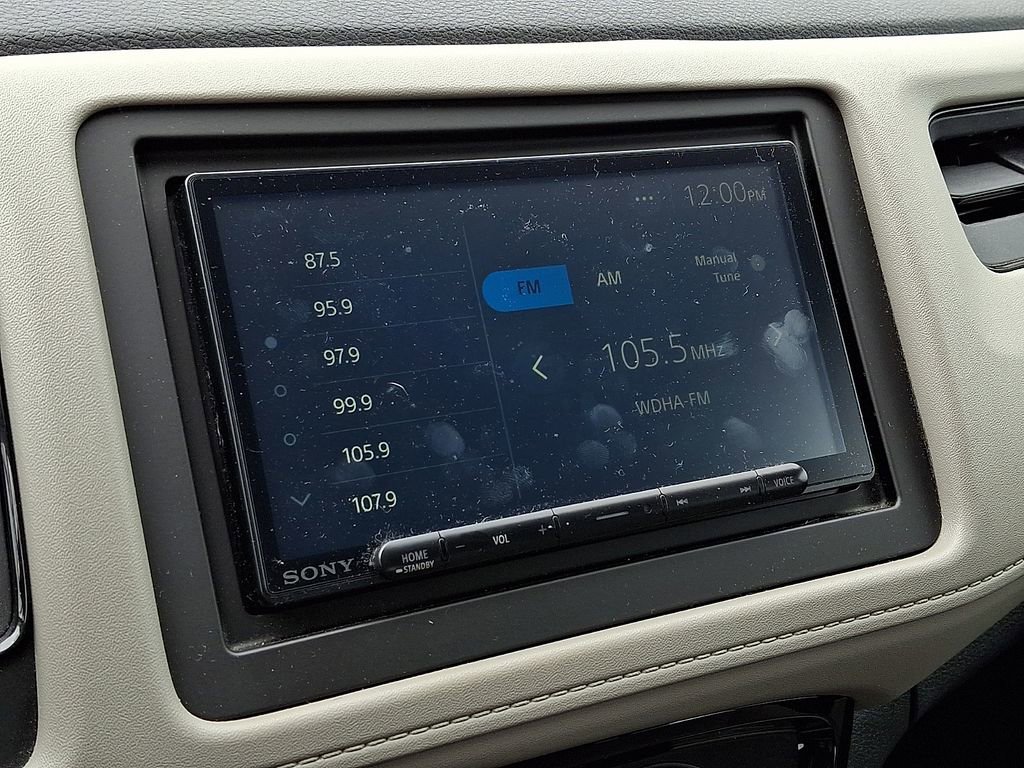 12:00PM
87.5
95.9
97.9
99.9
105.9
107.9
FM
AM
Manual
Tune
105.5MHz
WDHA-FM
SONY
HOME
STANDBY
− VOL +
VOICE